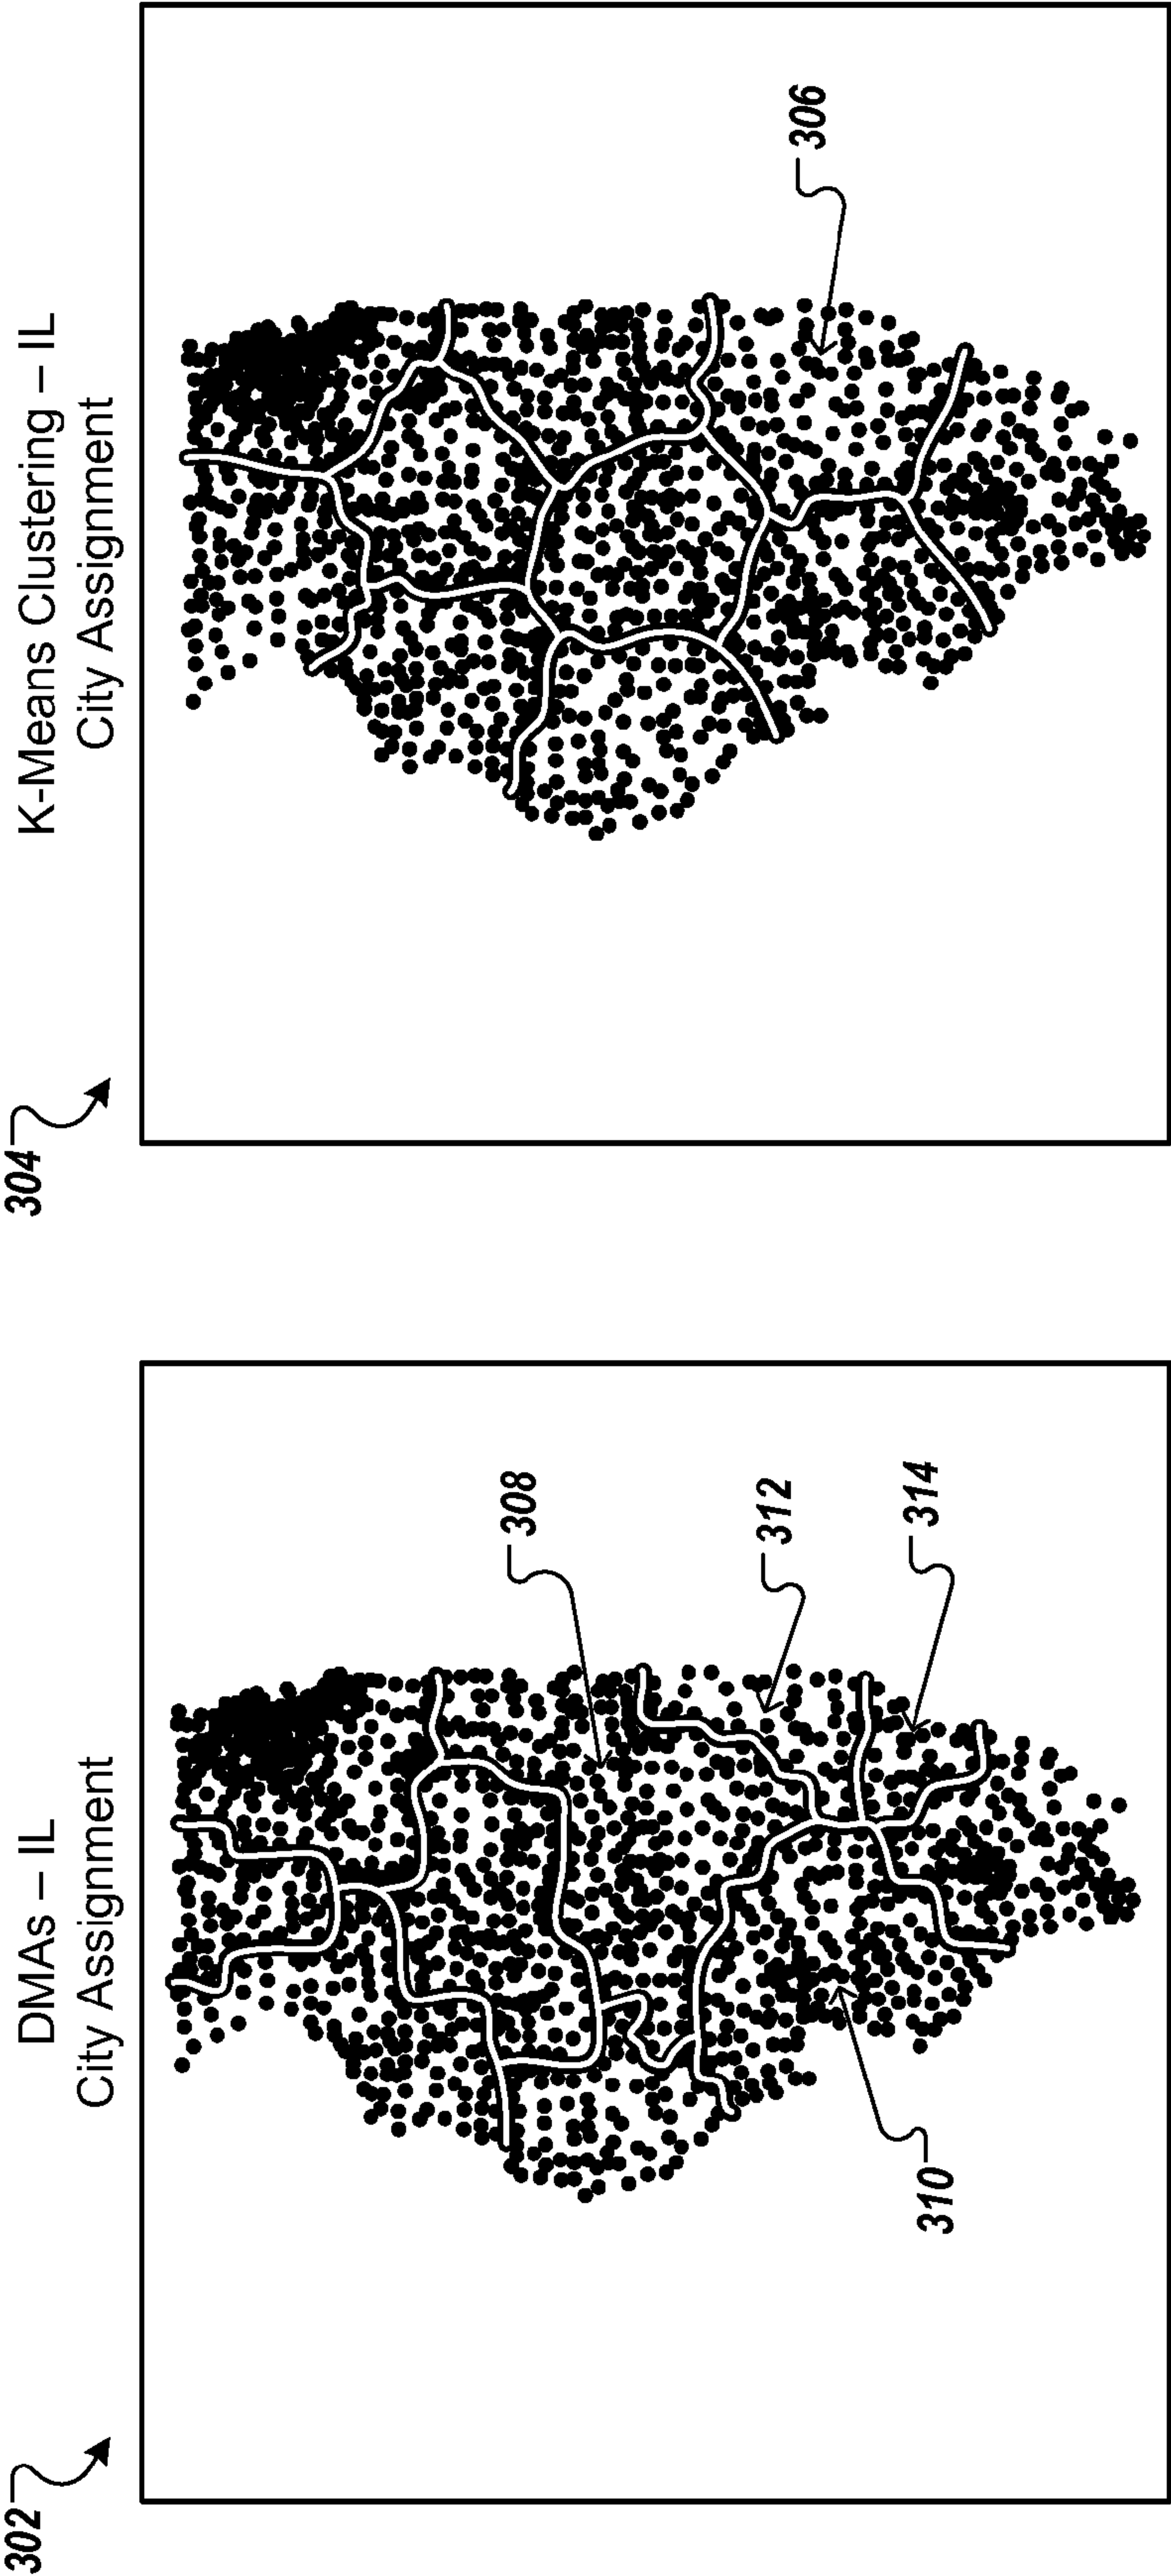 302
DMAs – IL
City Assignment
308
312
314
310
304
K-Means Clustering – IL
City Assignment
306